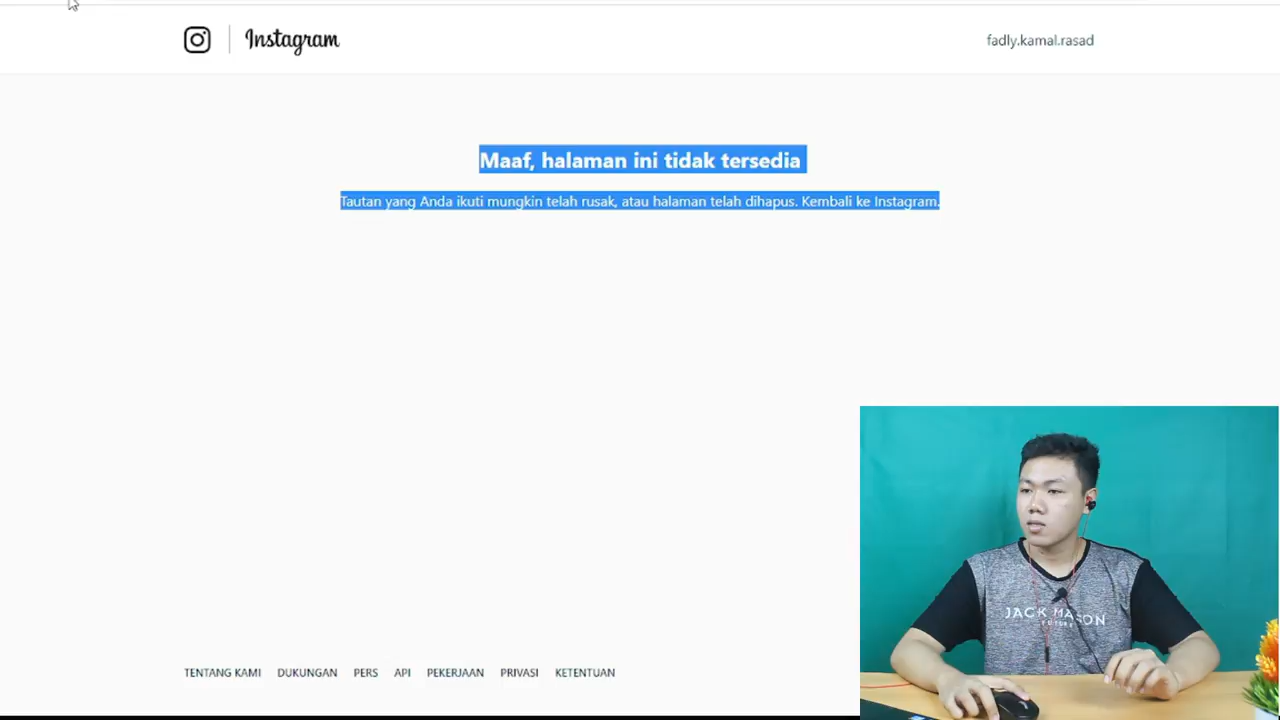 Instagram
fadly.kamal.rasad
Maaf, halaman ini tidak tersedia
Tautan yang Anda ikuti mungkin telah rusak, atau halaman telah dihapus. Kembali ke Instagram.
JACK MASON
TENTANG KAMI DUKUNGAN PERS API PEKERJAAN PRIVASI KETENTUAN